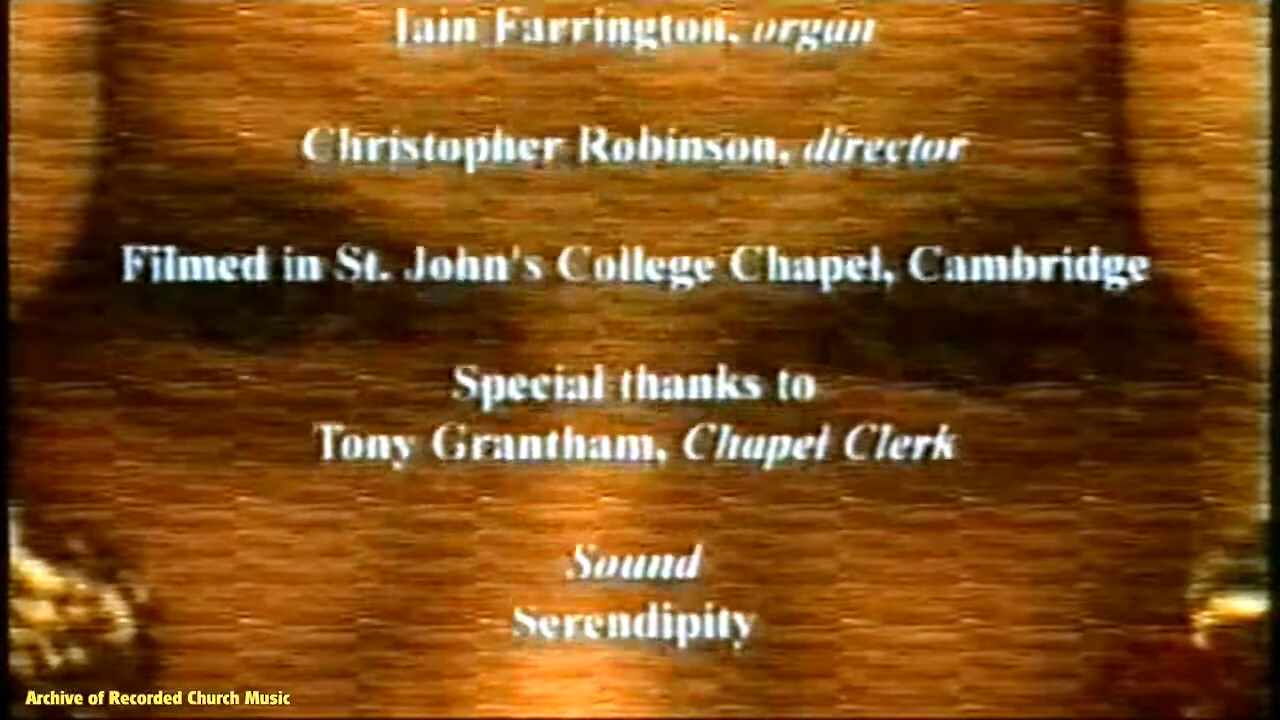 Iain Farrington, organ
Christopher Robinson, director
Filmed in St. John's College Chapel, Cambridge
Special thanks to
Tony Grantham, Chapel Clerk
Sound
Serendipity
Archive of Recorded Church Music